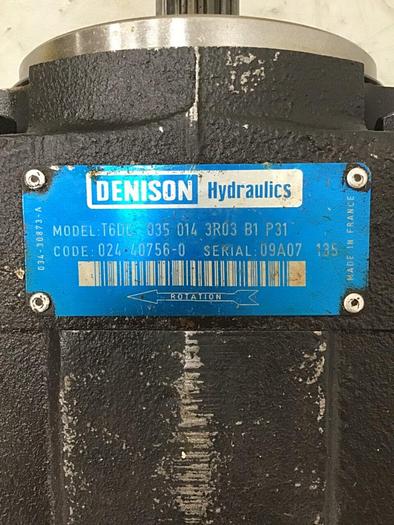 DENISON Hydraulics
MODEL: T6DC 035 014 3R03 B1 P31
CODE: 024-40756-0 SERIAL: 09A07 135
ROTATION
034-30873-A
MADE IN FRANCE